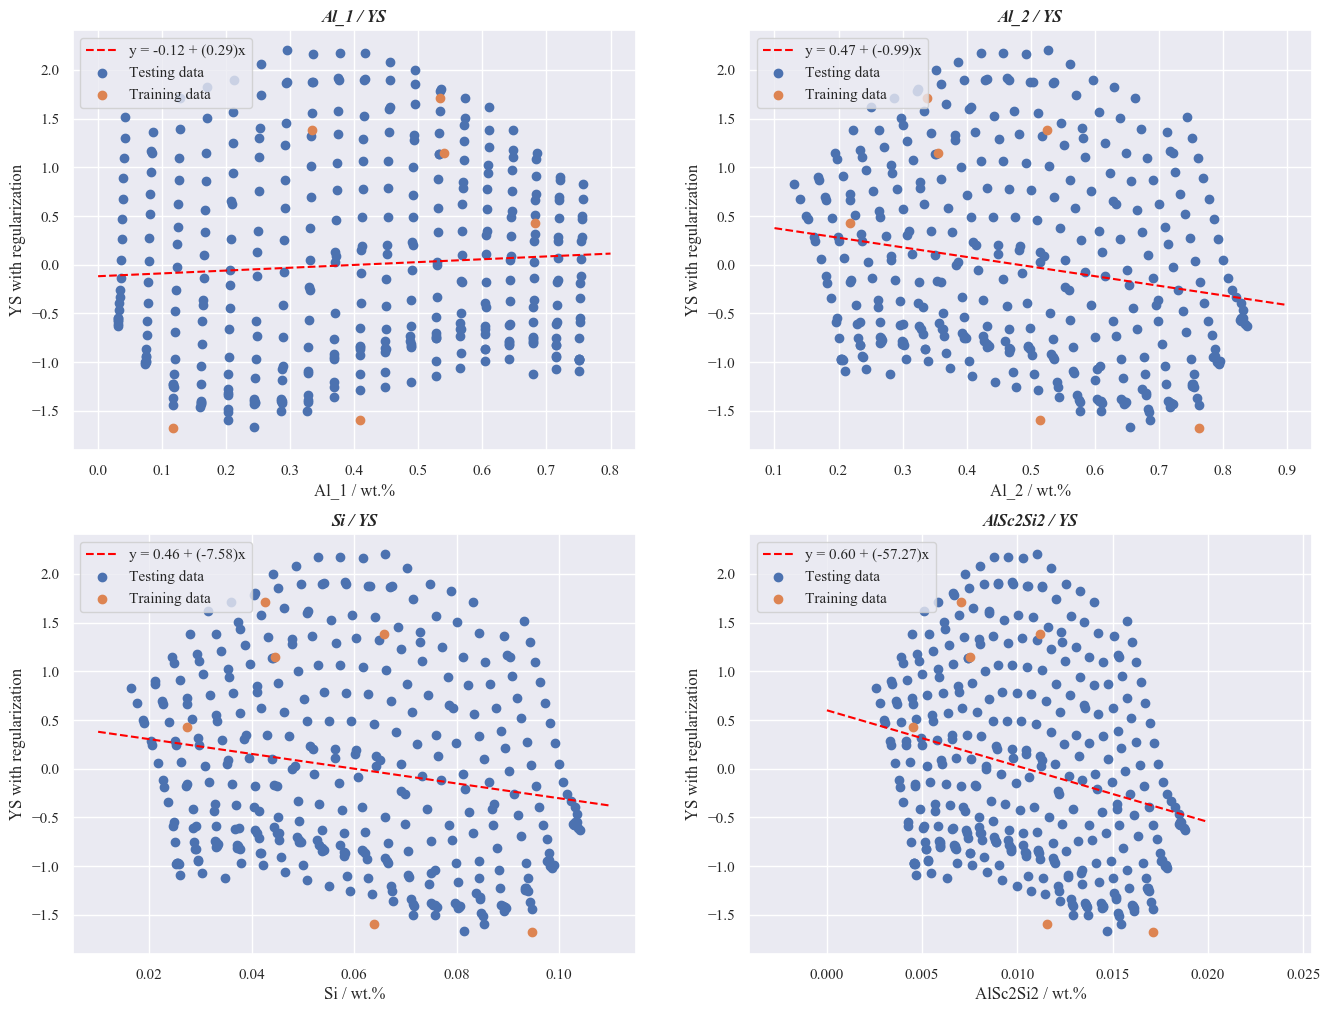 Al_1 / YS
y = -0.12 + (0.29)x
Testing data
Training data
YS with regularization
2.0
1.5
1.0
0.5
0.0
−0.5
−1.0
−1.5
0.0 0.1 0.2 0.3 0.4 0.5 0.6 0.7 0.8
Al_1 / wt.%
Al_2 / YS
y = 0.47 + (-0.99)x
Testing data
Training data
YS with regularization
2.0
1.5
1.0
0.5
0.0
−0.5
−1.0
−1.5
0.1 0.2 0.3 0.4 0.5 0.6 0.7 0.8 0.9
Al_2 / wt.%
Si / YS
y = 0.46 + (-7.58)x
Testing data
Training data
YS with regularization
2.0
1.5
1.0
0.5
0.0
−0.5
−1.0
−1.5
0.02 0.04 0.06 0.08 0.10
Si / wt.%
AlSc2Si2 / YS
y = 0.60 + (-57.27)x
Testing data
Training data
YS with regularization
2.0
1.5
1.0
0.5
0.0
−0.5
−1.0
−1.5
0.000 0.005 0.010 0.015 0.020 0.025
AlSc2Si2 / wt.%